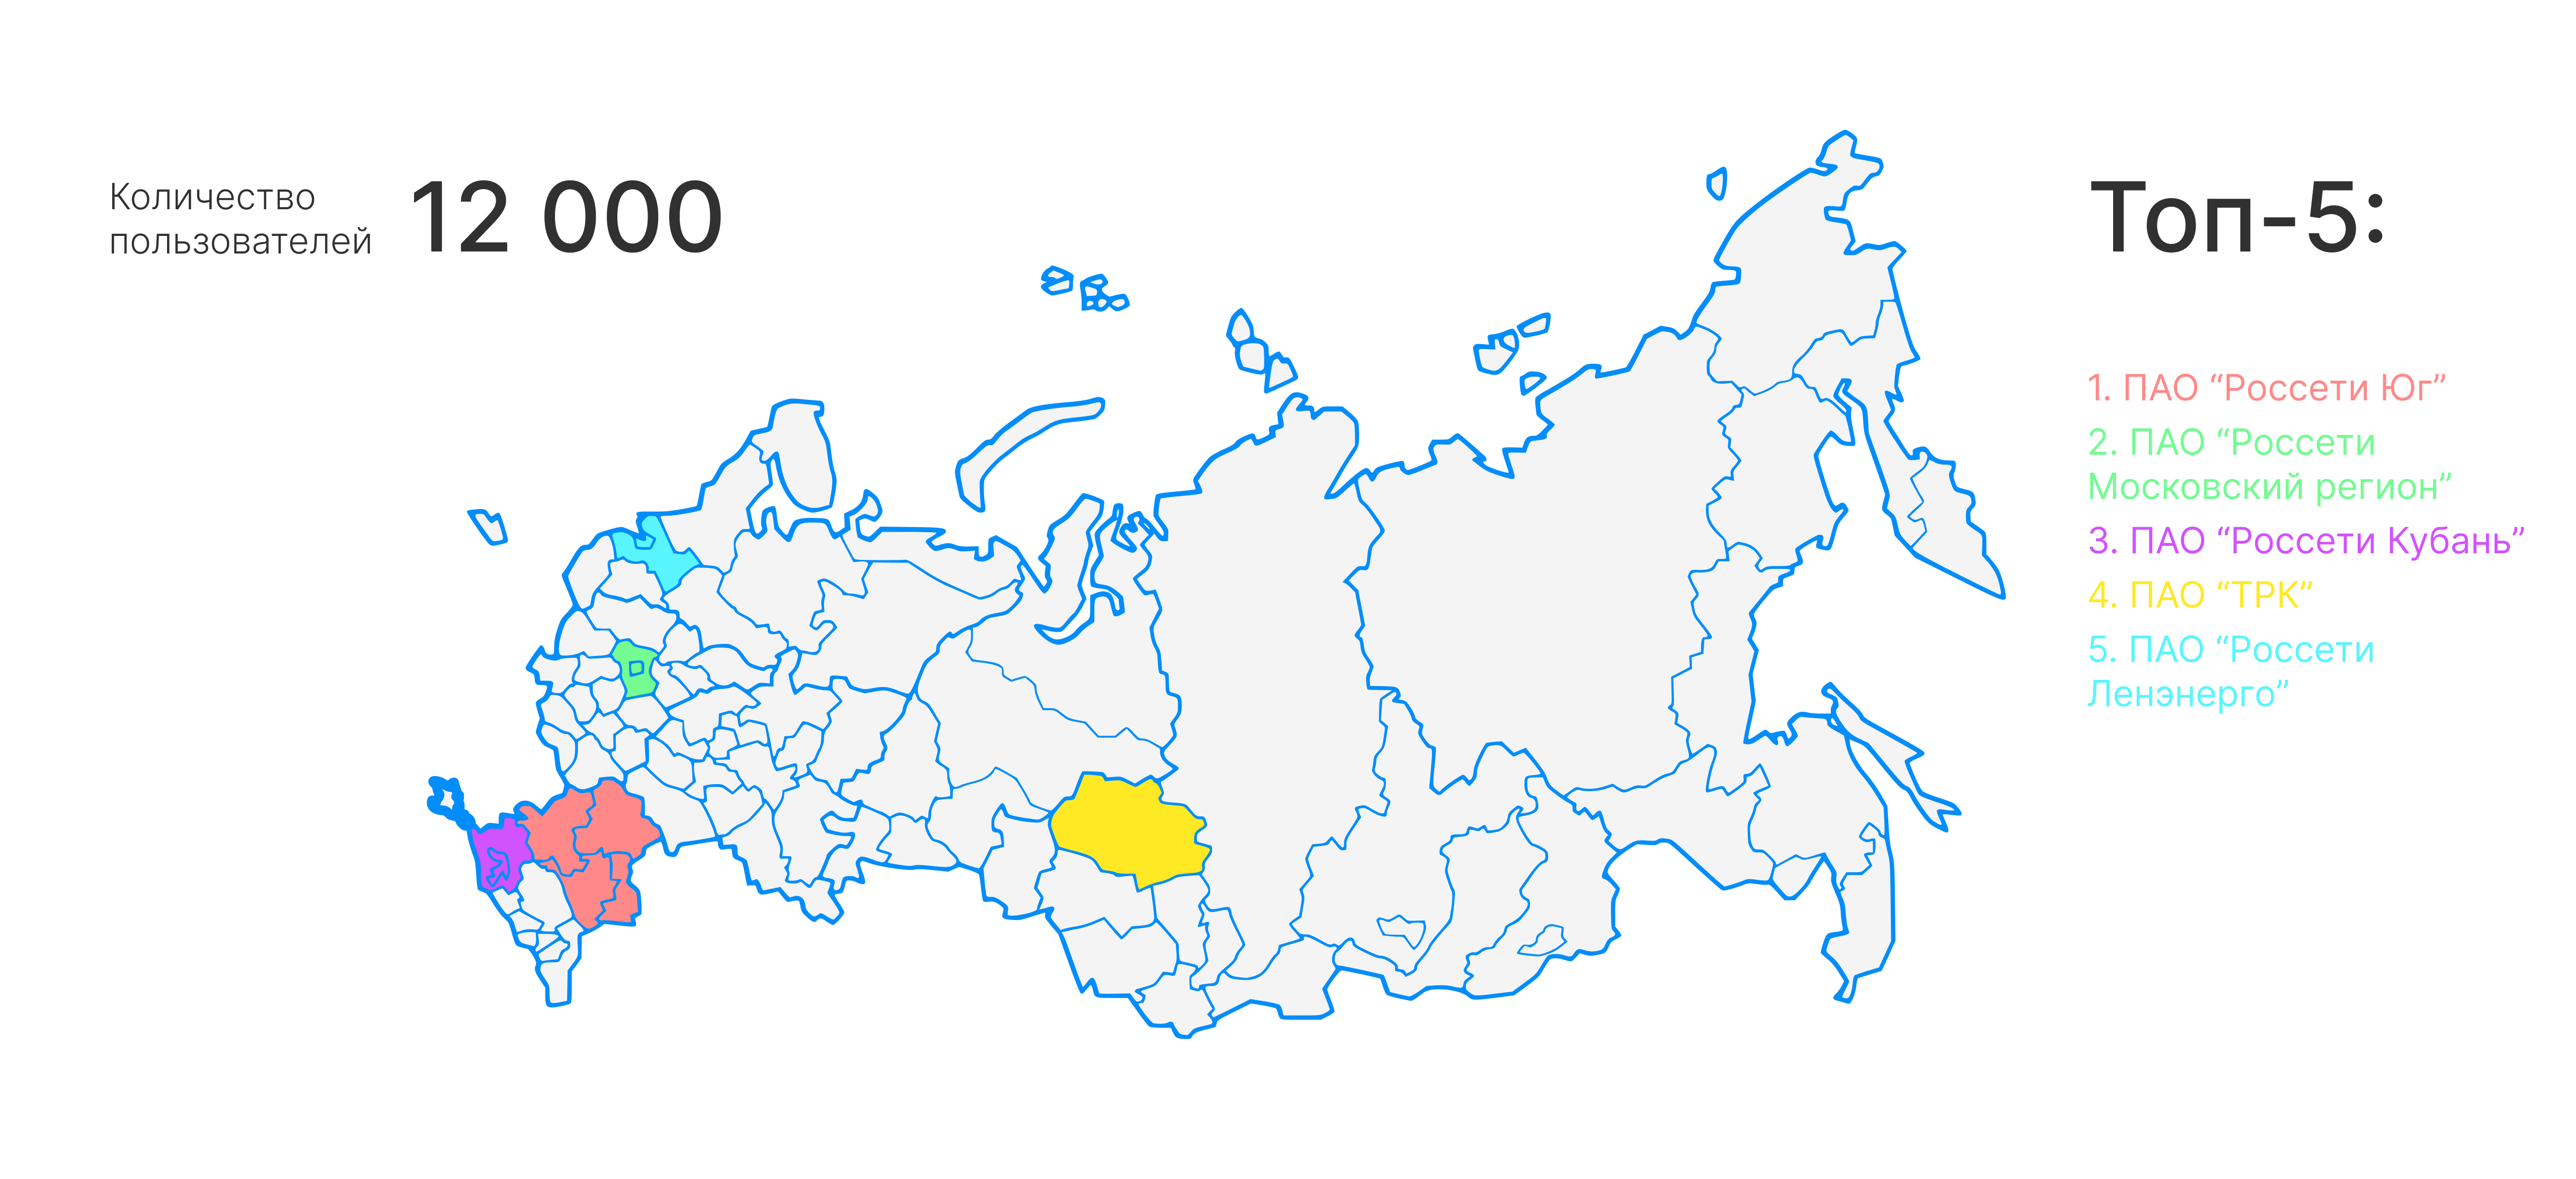 Количество
пользователей
12 000
Топ-5:
1. ПАО “Россети Юг”
2. ПАО “Россети
Московский регион”
3. ПАО “Россети Кубань”
4. ПАО “ТРК”
5. ПАО “Россети
Ленэнерго”